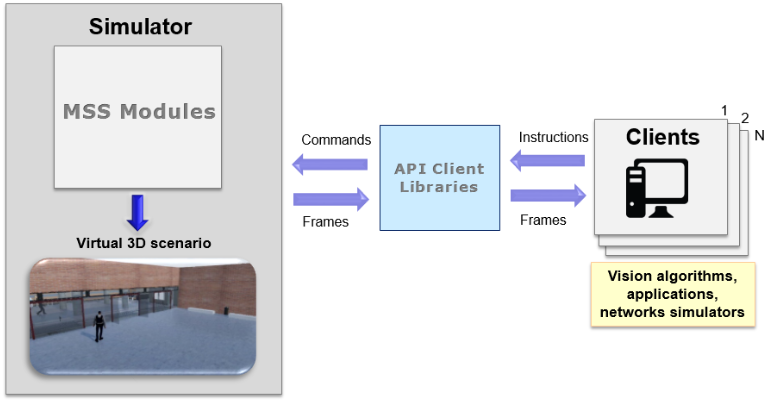 Simulator
MSS Modules
Virtual 3D scenario
Commands
Frames
API Client
Libraries
Instructions
Frames
1
2
N
Clients
Vision algorithms,
applications,
networks simulators